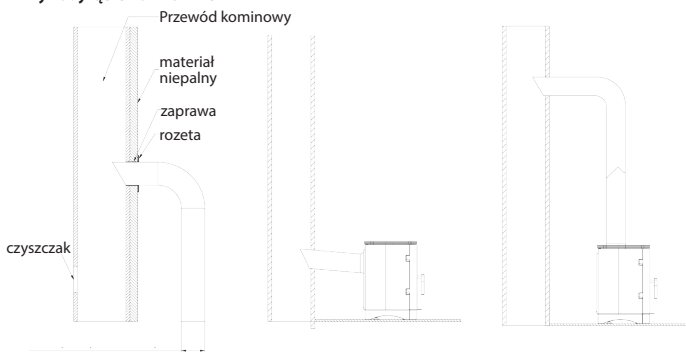 Przewód kominowy
materiał
niepalny
zaprawa
rozeta
czyszczak